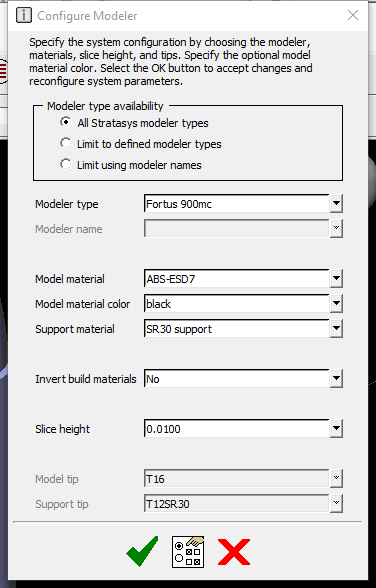 Configure Modeler
Specify the system configuration by choosing the modeler,
materials, slice height, and tips. Specify the optional model
material color. Select the OK button to accept changes and
reconfigure system parameters.
Modeler type availability
All Stratasys modeler types
Limit to defined modeler types
Limit using modeler names
Modeler type Fortus 900mc
Modeler name
Model material ABS-ESD7
Model material color black
Support material SR30 support
Invert build materials No
Slice height 0.0100
Model tip T16
Support tip T12SR30